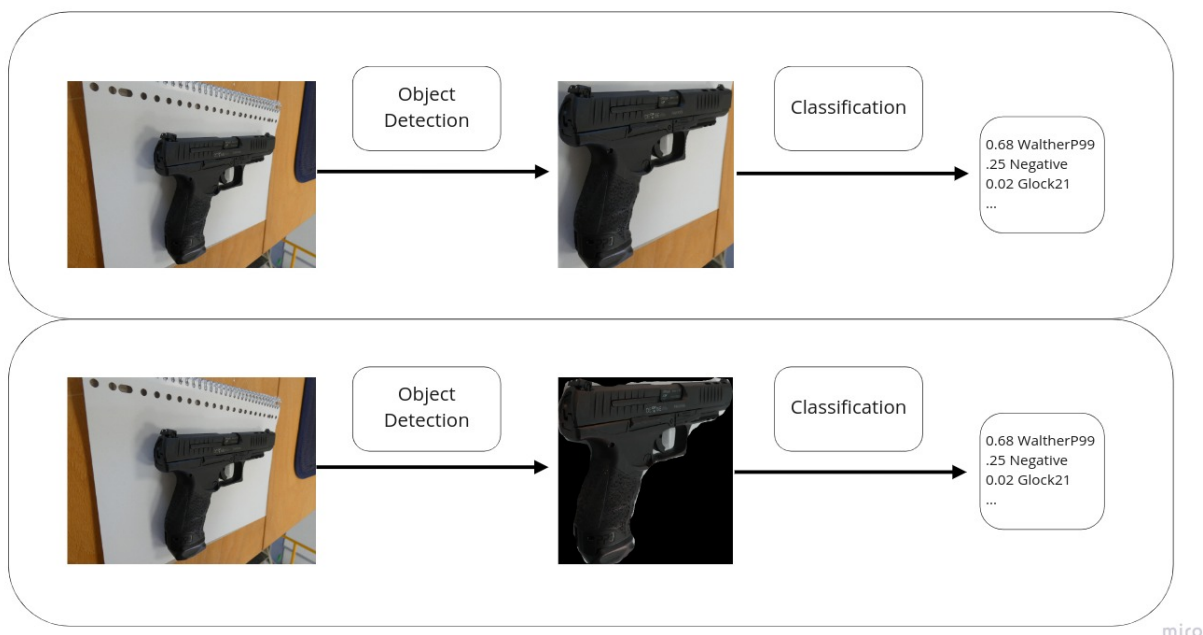 Object
Detection
Classification
0.68 WaltherP99
.25 Negative
0.02 Glock21
...
Object
Detection
Classification
0.68 WaltherP99
.25 Negative
0.02 Glock21
...
miro